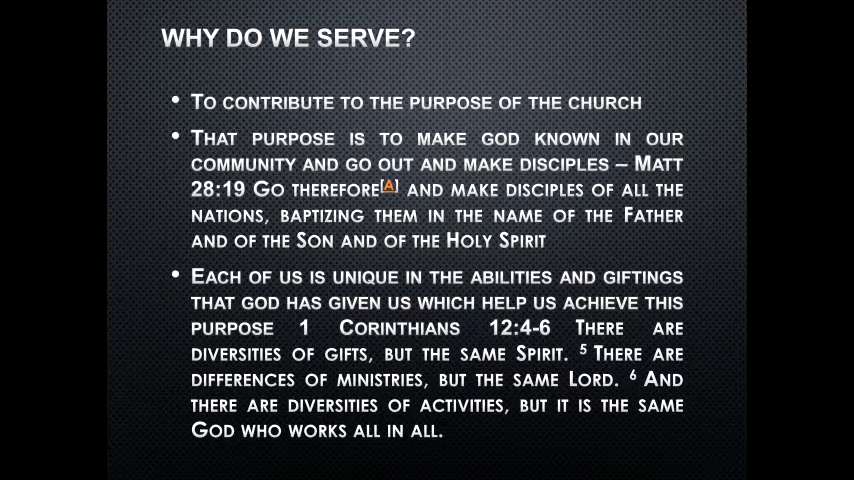 WHY DO WE SERVE?
• TO CONTRIBUTE TO THE PURPOSE OF THE CHURCH
• THAT PURPOSE IS TO MAKE GOD KNOWN IN OUR
COMMUNITY AND GO OUT AND MAKE DISCIPLES – MATT
28:19 GO THEREFORE[A] AND MAKE DISCIPLES OF ALL THE
NATIONS, BAPTIZING THEM IN THE NAME OF THE FATHER
AND OF THE SON AND OF THE HOLY SPIRIT
• EACH OF US IS UNIQUE IN THE ABILITIES AND GIFTINGS
THAT GOD HAS GIVEN US WHICH HELP US ACHIEVE THIS
PURPOSE 1 CORINTHIANS 12:4-6 THERE ARE
DIVERSITIES OF GIFTS, BUT THE SAME SPIRIT. 5 THERE ARE
DIFFERENCES OF MINISTRIES, BUT THE SAME LORD. 6 AND
THERE ARE DIVERSITIES OF ACTIVITIES, BUT IT IS THE SAME
GOD WHO WORKS ALL IN ALL.